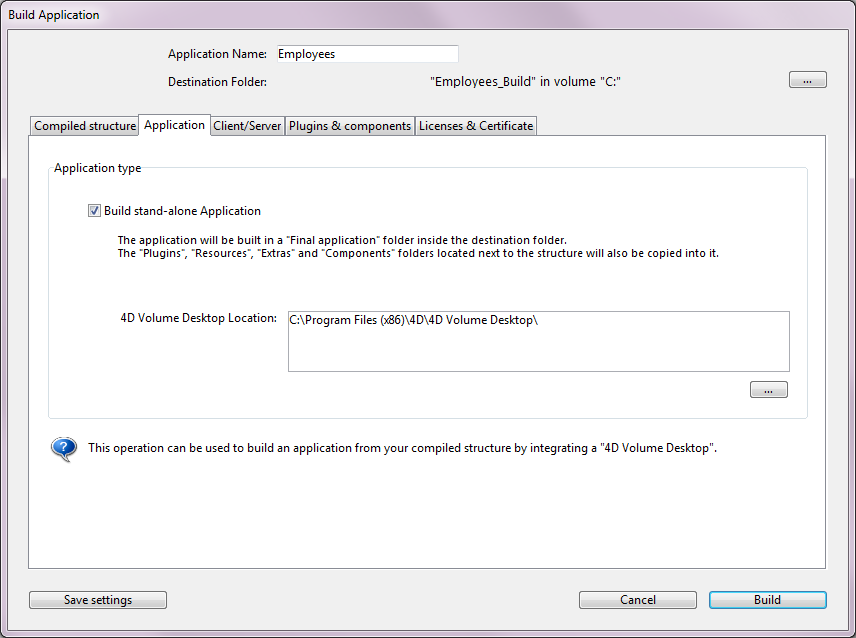 Build Application
Application Name: Employees
Destination Folder: "Employees_Build" in volume "C:" ...
Compiled structure Application Client/Server Plugins & components Licenses & Certificate
Application type
Build stand-alone Application
The application will be built in a "Final application" folder inside the destination folder.
The "Plugins", "Resources", "Extras" and "Components" folders located next to the structure will also be copied into it.
4D Volume Desktop Location: C:\Program Files (x86)\4D\4D Volume Desktop\
...
? This operation can be used to build an application from your compiled structure by integrating a "4D Volume Desktop".
Save settings Cancel Build